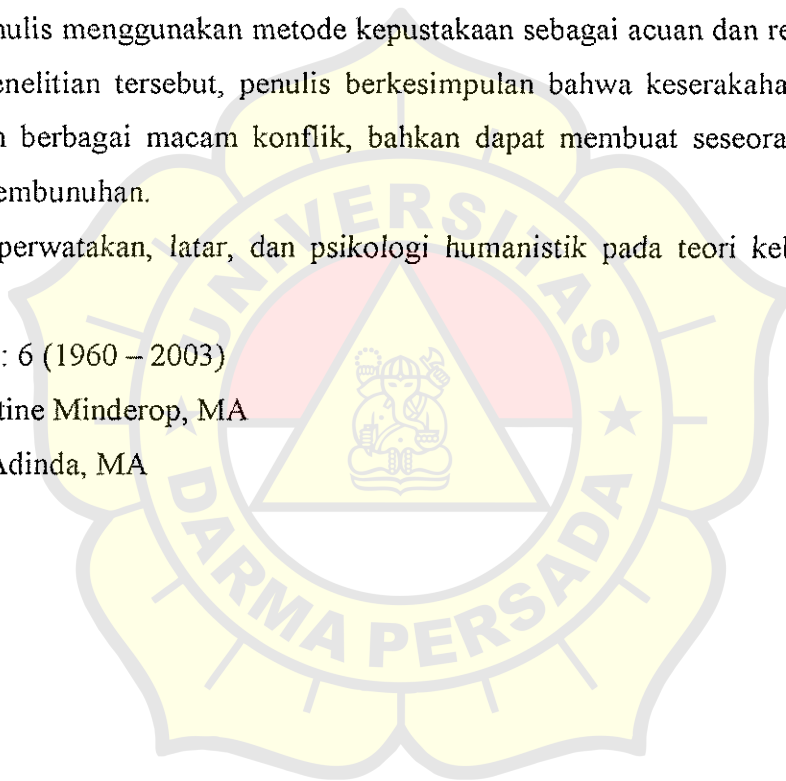 nulis menggunakan metode kepustakaan sebagai acuan dan re
enelitian tersebut, penulis berkesimpulan bahwa keserakaha
n berbagai macam konflik, bahkan dapat membuat seseora
embunuhan.
perwatakan, latar, dan psikologi humanistik pada teori kel
: 6 (1960 – 2003)
tine Minderop, MA
Adinda, MA
UNIVERSITAS
DARMA PERSADA